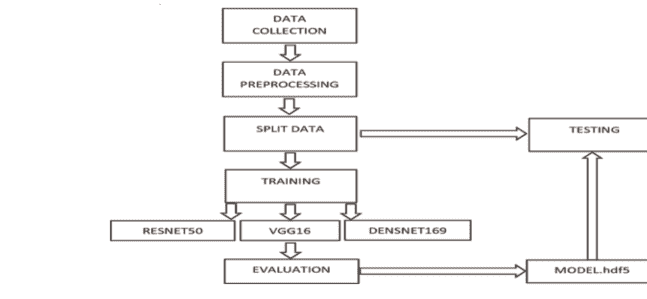 DATA
COLLECTION
DATA
PREPROCESSING
SPLIT DATA
TESTING
TRAINING
RESNET50
VGG16
DENSNET169
EVALUATION
MODEL.hdf5